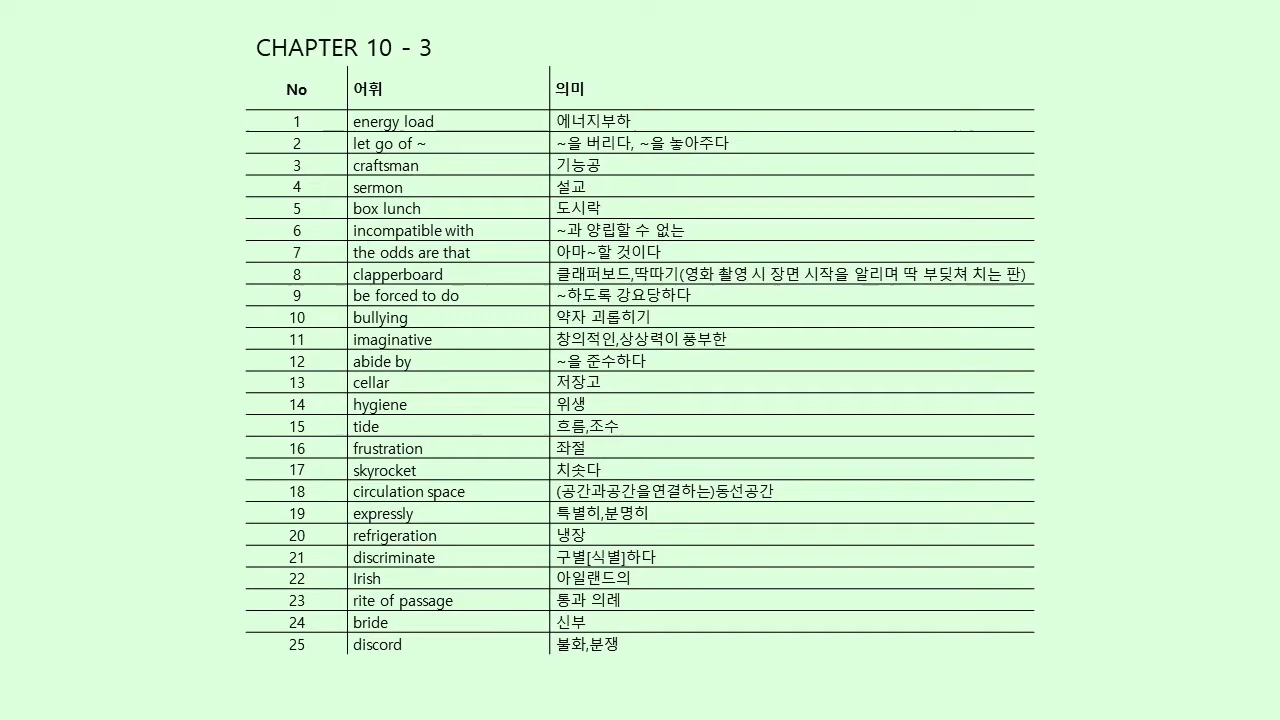 CHAPTER 10 - 3
No 어휘 의미
1 energy load 에너지부하
2 let go of ~ ~을 버리다, ~을 놓아주다
3 craftsman 기능공
4 sermon 설교
5 box lunch 도시락
6 incompatible with ~과 양립할 수 없는
7 the odds are that 아마~할 것이다
8 clapperboard 클래퍼보드,딱따기(영화 촬영 시 장면 시작을 알리며 딱 부딪쳐 치는 판)
9 be forced to do ~하도록 강요당하다
10 bullying 약자 괴롭히기
11 imaginative 창의적인,상상력이 풍부한
12 abide by ~을 준수하다
13 cellar 저장고
14 hygiene 위생
15 tide 흐름,조수
16 frustration 좌절
17 skyrocket 치솟다
18 circulation space (공간과공간을연결하는)동선공간
19 expressly 특별히,분명히
20 refrigeration 냉장
21 discriminate 구별[식별]하다
22 Irish 아일랜드의
23 rite of passage 통과 의례
24 bride 신부
25 discord 불화,분쟁